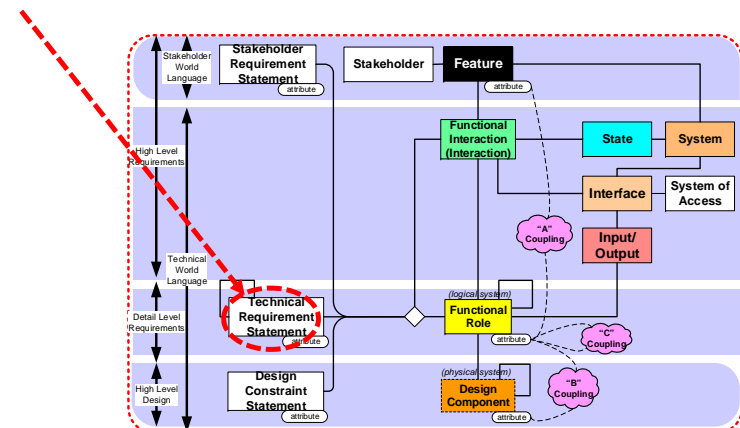 Stakeholder
World
Language
Stakeholder
Requirement
Statement
attribute
Stakeholder
Feature
attribute
High Level
Requirements
Functional
Interaction
(Interaction)
State
System
Interface
System of
Access
"A"
Coupling
Input/
Output
Technical
World
Language
Detail Level
Requirements
Technical
Requirement
Statement
attribute
(logical system)
Functional
Role
attribute
"C"
Coupling
High Level
Design
Design
Constraint
Statement
attribute
(physical system)
Design
Component
attribute
"B"
Coupling